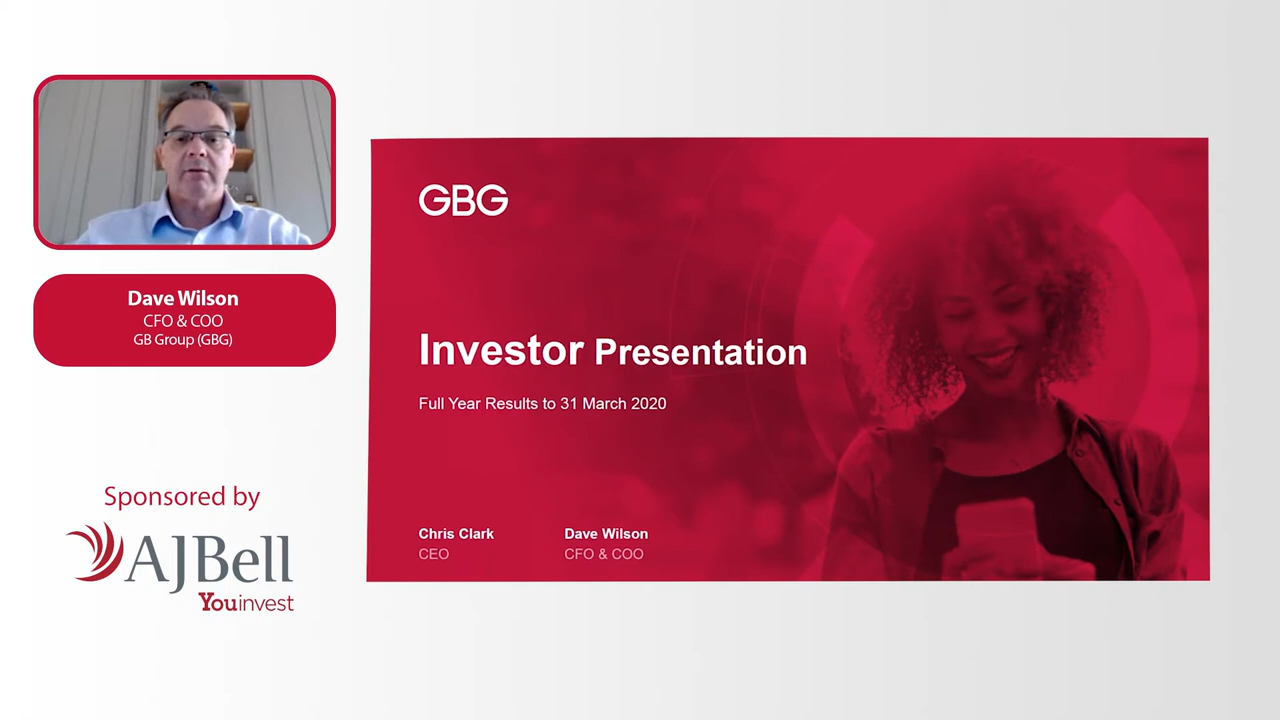 Dave Wilson
CFO & COO
GB Group (GBG)
Sponsored by
AJBell
Youinvest
GBG
Investor Presentation
Full Year Results to 31 March 2020
Chris Clark
CEO
Dave Wilson
CFO & COO